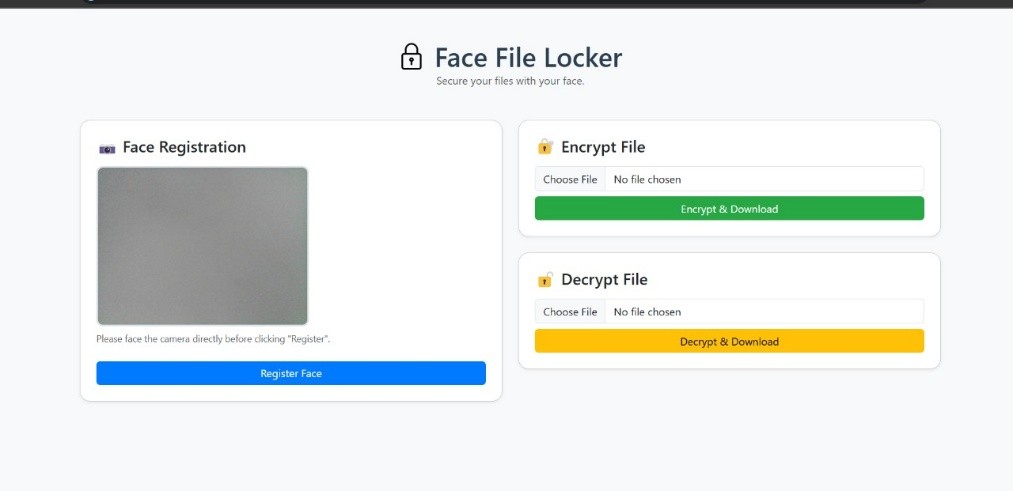 Face File Locker
Secure your files with your face.
Face Registration
Please face the camera directly before clicking "Register".
Register Face
Encrypt File
Choose File No file chosen
Encrypt & Download
Decrypt File
Choose File No file chosen
Decrypt & Download